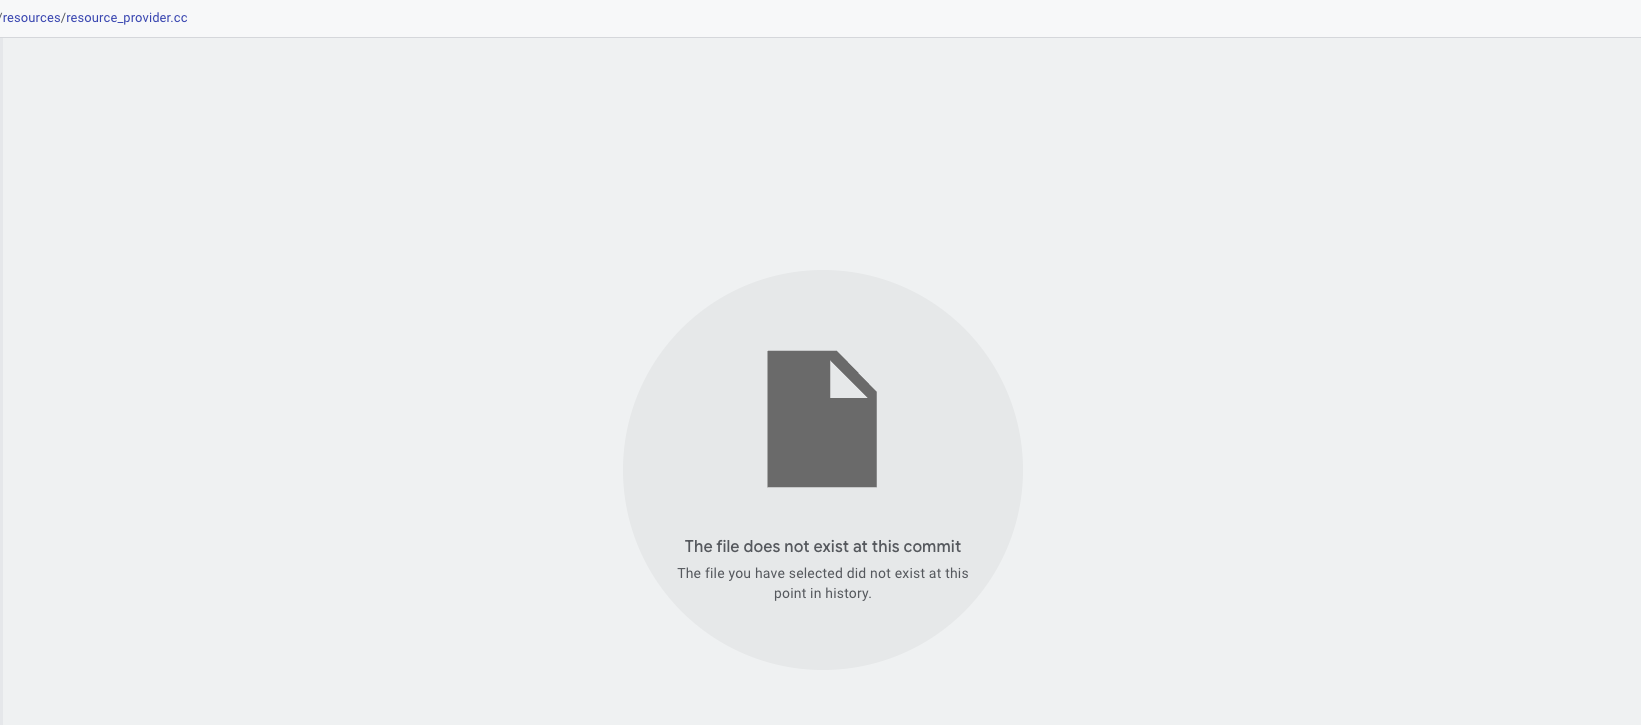 /resources/resource_provider.cc
The file does not exist at this commit
The file you have selected did not exist at this
point in history.